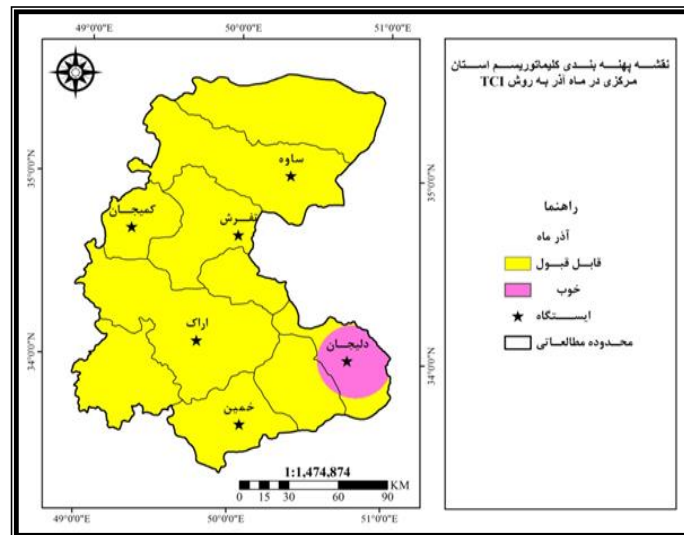 49°0'0"E 50°0'0"E 51°0'0"E
نقشه پهنه بندی کلیماتوریسم استان
مرکزی در ماه آذر به روش TCI
35°0'0"N 35°0'0"N
34°0'0"N 34°0'0"N
ساوه
کمیجان
تفرش
اراک
دلیجان
خمین
راهنما
آذر ماه
قابل قبول
خوب
ایستگاه
محدوده مطالعاتی
1:1,474,874
KM
0 15 30 60 90
49°0'0"E 50°0'0"E 51°0'0"E